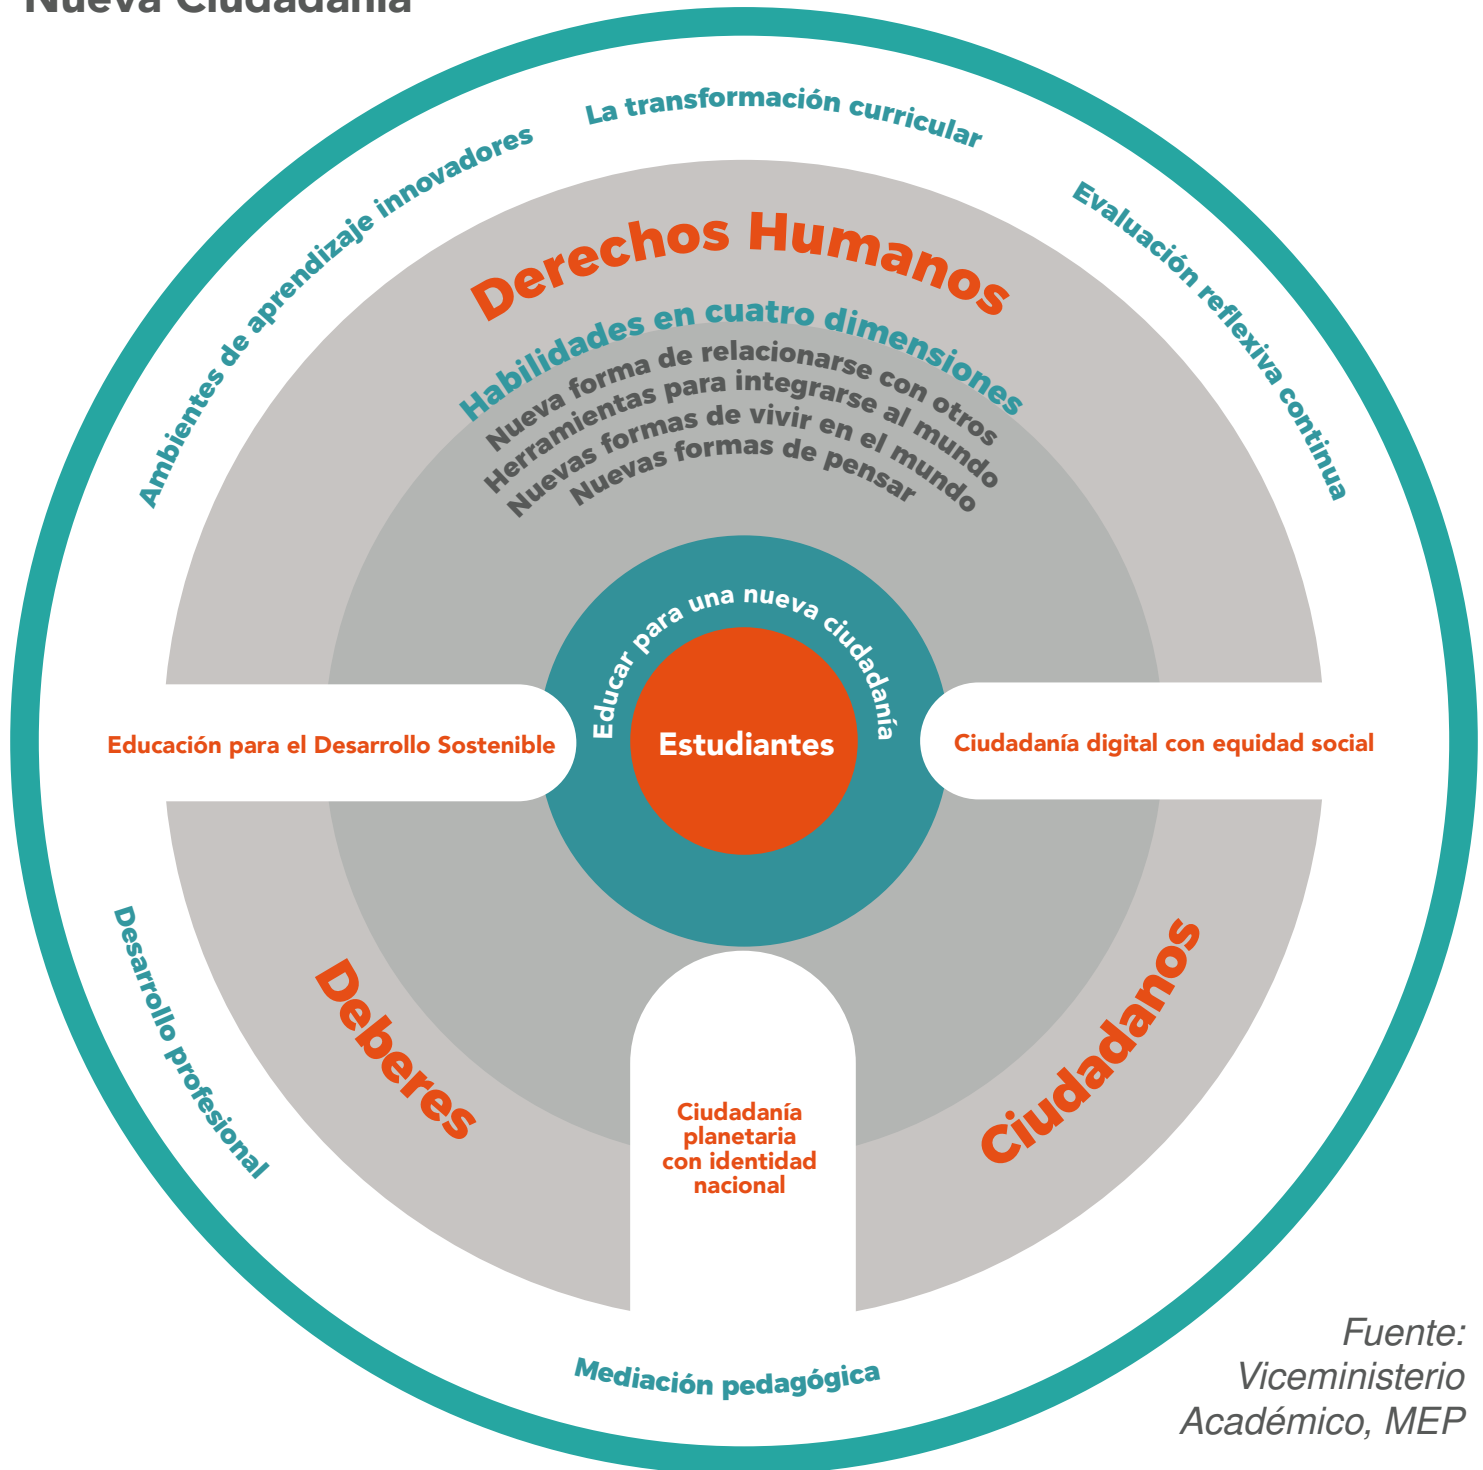 Nueva Ciudadanía
La transformación curricular
Ambientes de aprendizaje innovadores
Evaluación reflexiva continua
Derechos Humanos
Habilidades en cuatro dimensiones
Nueva forma de relacionarse con otros
Herramientas para integrarse al mundo
Nuevas formas de vivir en el mundo
Nuevas formas de pensar
Educar para una nueva ciudadanía
Educación para el Desarrollo Sostenible
Estudiantes
Ciudadanía digital con equidad social
Desarrollo profesional
Deberes
Ciudadanos
Ciudadanía
planetaria
con identidad
nacional
Mediación pedagógica
Fuente:
Viceministerio
Académico, MEP